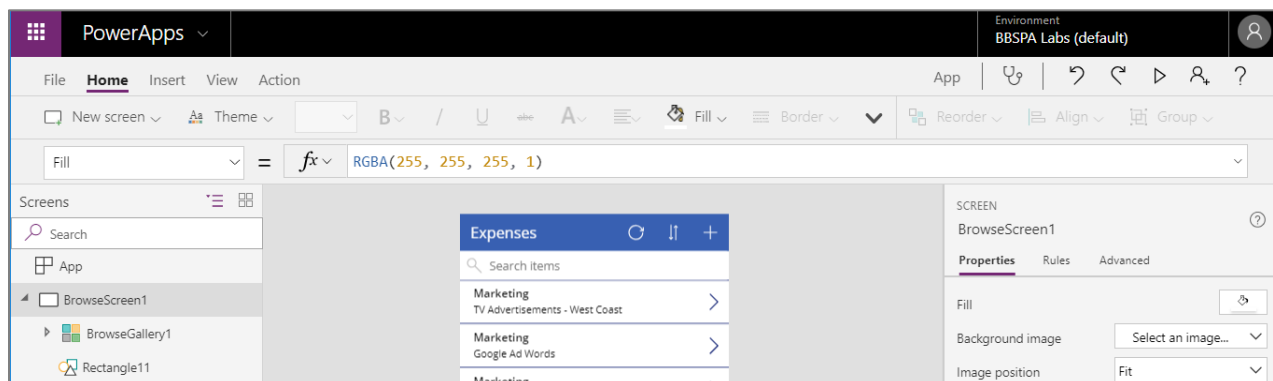 PowerApps
Environment
BBSPA Labs (default)
File Home Insert View Action
App
New screen Aa Theme B / U abc A Fill Border Reorder Align Group
Fill = fx RGBA(255, 255, 255, 1)
Screens
Search
App
BrowseScreen1
BrowseGallery1
Rectangle11
Expenses
Search items
Marketing
TV Advertisements - West Coast
Marketing
Google Ad Words
Marketing
SCREEN
BrowseScreen1
Properties Rules Advanced
Fill
Background image Select an image...
Image position Fit